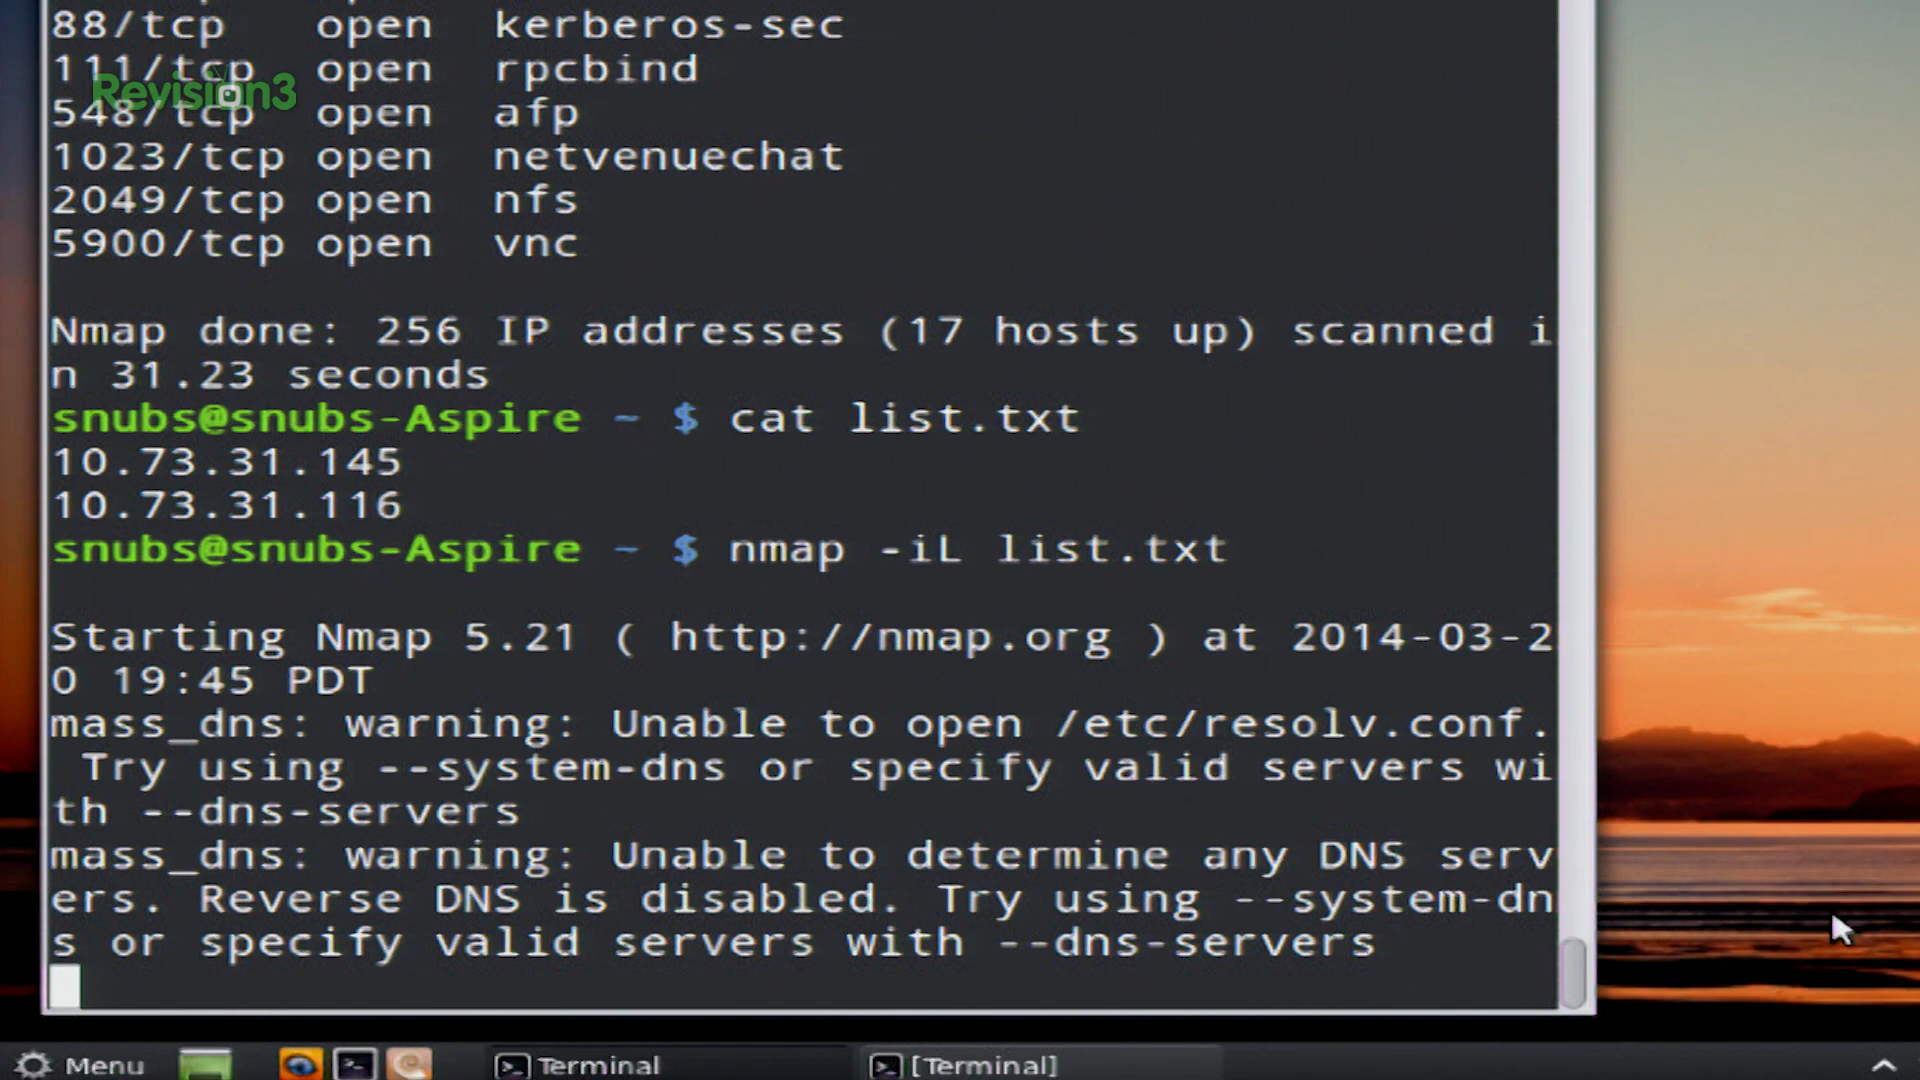 88/tcp open kerberos-sec
111/tcp open rpcbind
Revision3
548/tcp open afp
1023/tcp open netvenuechat
2049/tcp open nfs
5900/tcp open vnc
Nmap done: 256 IP addresses (17 hosts up) scanned i
n 31.23 seconds
snubs@snubs-Aspire ~ $ cat list.txt
10.73.31.145
10.73.31.116
snubs@snubs-Aspire ~ $ nmap -iL list.txt
Starting Nmap 5.21 ( http://nmap.org ) at 2014-03-2
0 19:45 PDT
mass_dns: warning: Unable to open /etc/resolv.conf.
Try using --system-dns or specify valid servers wi
th --dns-servers
mass_dns: warning: Unable to determine any DNS serv
ers. Reverse DNS is disabled. Try using --system-dn
s or specify valid servers with --dns-servers
Menu Terminal [Terminal]